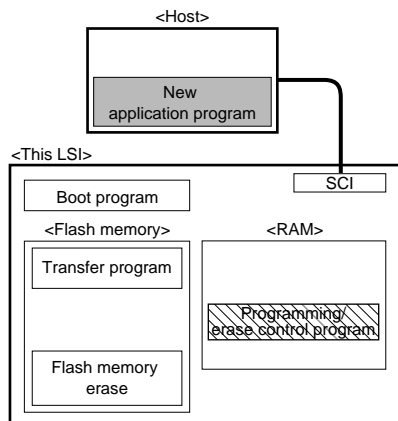 <Host>
New
application program
<This LSI>
SCI
Boot program
<Flash memory>
<RAM>
Transfer program
Programming/
erase control program
Flash memory
erase